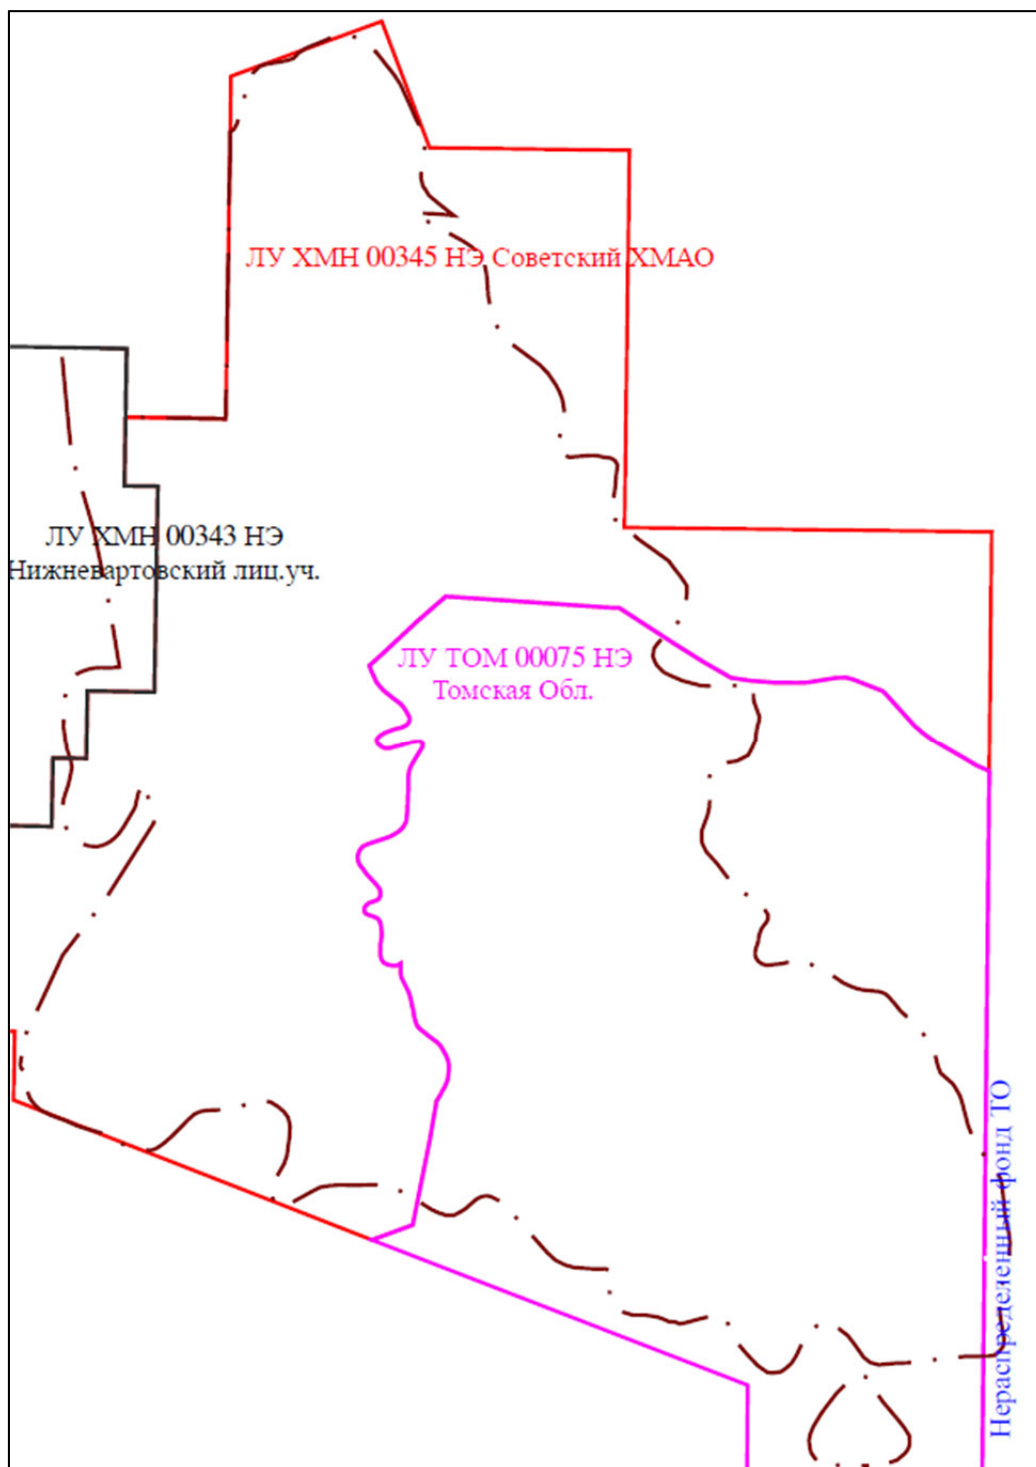 ЛУ ХМН 00345 НЭ Советский ХМАО
ЛУ ХМН 00343 НЭ
Нижневартовский лиц.уч.
ЛУ ТОМ 00075 НЭ
Томская Обл.
Нераспределенный фонд ТО